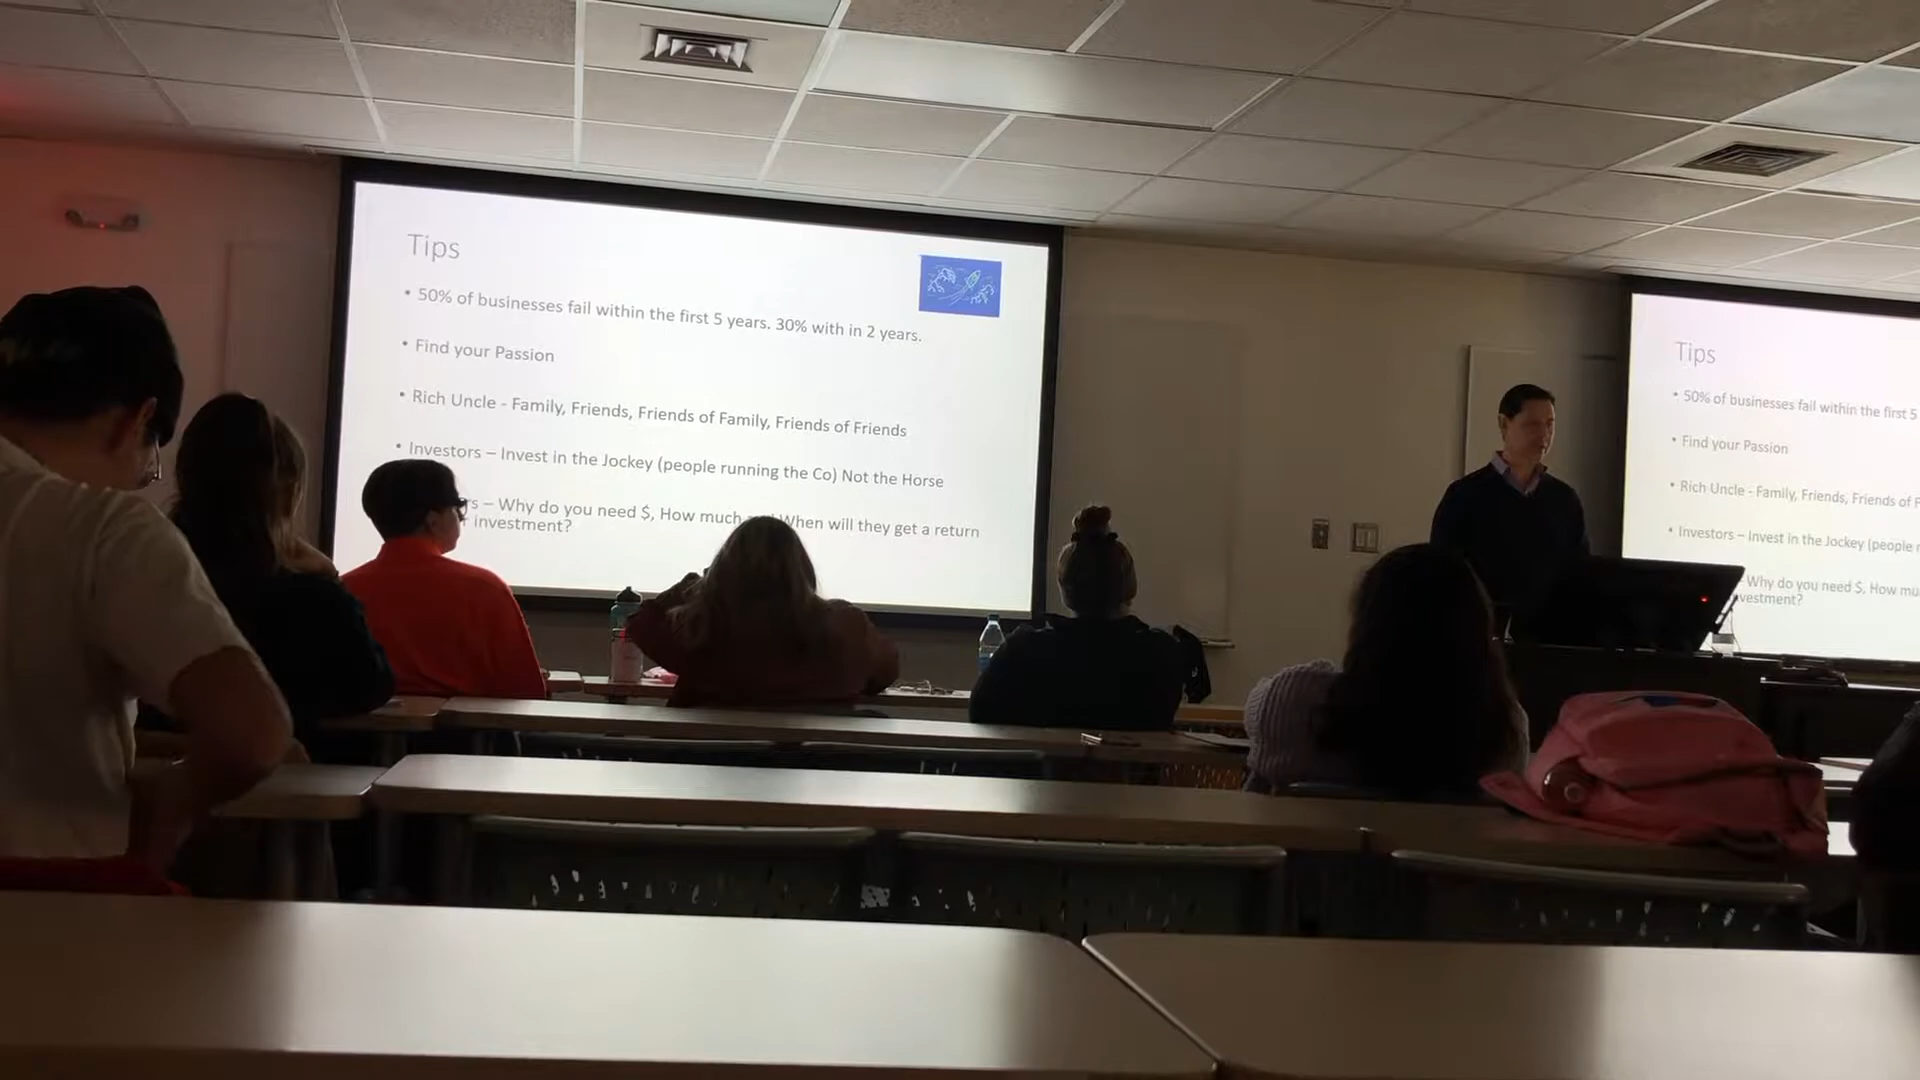 Tips
• 50% of businesses fail within the first 5 years. 30% with in 2 years.
• Find your Passion
• Rich Uncle - Family, Friends, Friends of Family, Friends of Friends
• Investors – Invest in the Jockey (people running the Co) Not the Horse
– Why do you need $, How much When will they get a return
investment?
Tips
• 50% of businesses fail within the first 5
• Find your Passion
• Rich Uncle - Family, Friends, Friends of
• Investors – Invest in the Jockey (people
Why do you need $, How